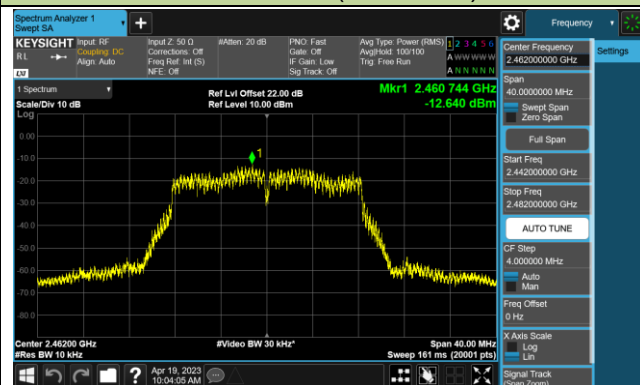 Spectrum Analyzer 1
Swept SA
Frequency
KEYSIGHT
RL
LXI
Input: RF
Coupling: DC
Align: Auto
Input Z: 50 Ω
Corrections: Off
Freq Ref: Int (S)
NFE: Off
#Atten: 20 dB
PNO: Fast
Gate: Off
IF Gain: Low
Sig Track: Off
Avg Type: Power (RMS)
Avg|Hold: 100/100
Trig: Free Run
1 2 3 4 5 6
A W W W W W
A N N N N N
1 Spectrum
Scale/Div 10 dB
Log
Ref Lvl Offset 22.00 dB
Ref Level 10.00 dBm
Mkr1 2.460 744 GHz
-12.640 dBm
0.00
-10.0
1
-20.0
-30.0
-40.0
-50.0
-60.0
-70.0
-80.0
Center 2.46200 GHz
#Res BW 10 kHz
#Video BW 30 kHz*
Span 40.00 MHz
Sweep 161 ms (20001 pts)
Center Frequency
2.462000000 GHz
Settings
Span
40.0000000 MHz
Swept Span
Zero Span
Full Span
Start Freq
2.442000000 GHz
Stop Freq
2.482000000 GHz
AUTO TUNE
CF Step
4.000000 MHz
Auto
Man
Freq Offset
0 Hz
X Axis Scale
Log
Lin
Signal Track
(Span Zoom)
Apr 19, 2023
10:04:05 AM